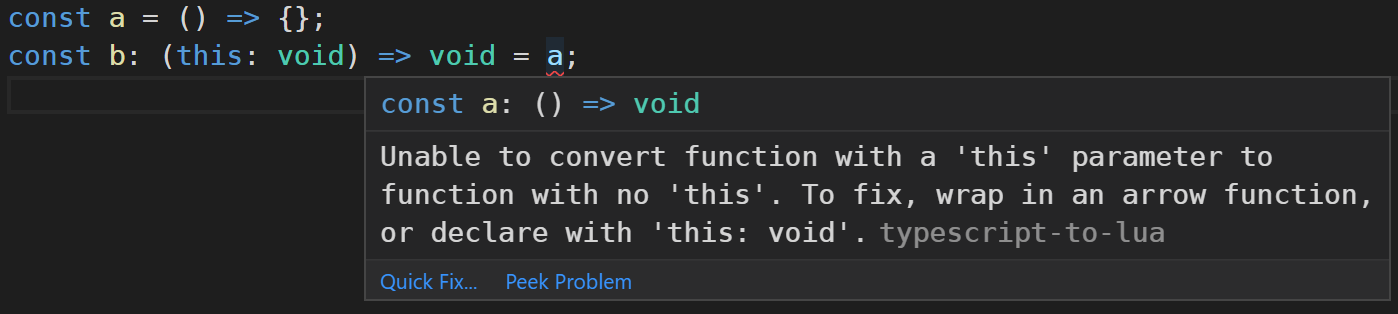 const a = () => {};
const b: (this: void) => void = a;
const a: () => void
Unable to convert function with a 'this' parameter to
function with no 'this'. To fix, wrap in an arrow function,
or declare with 'this: void'. typescript-to-lua
Quick Fix... Peek Problem